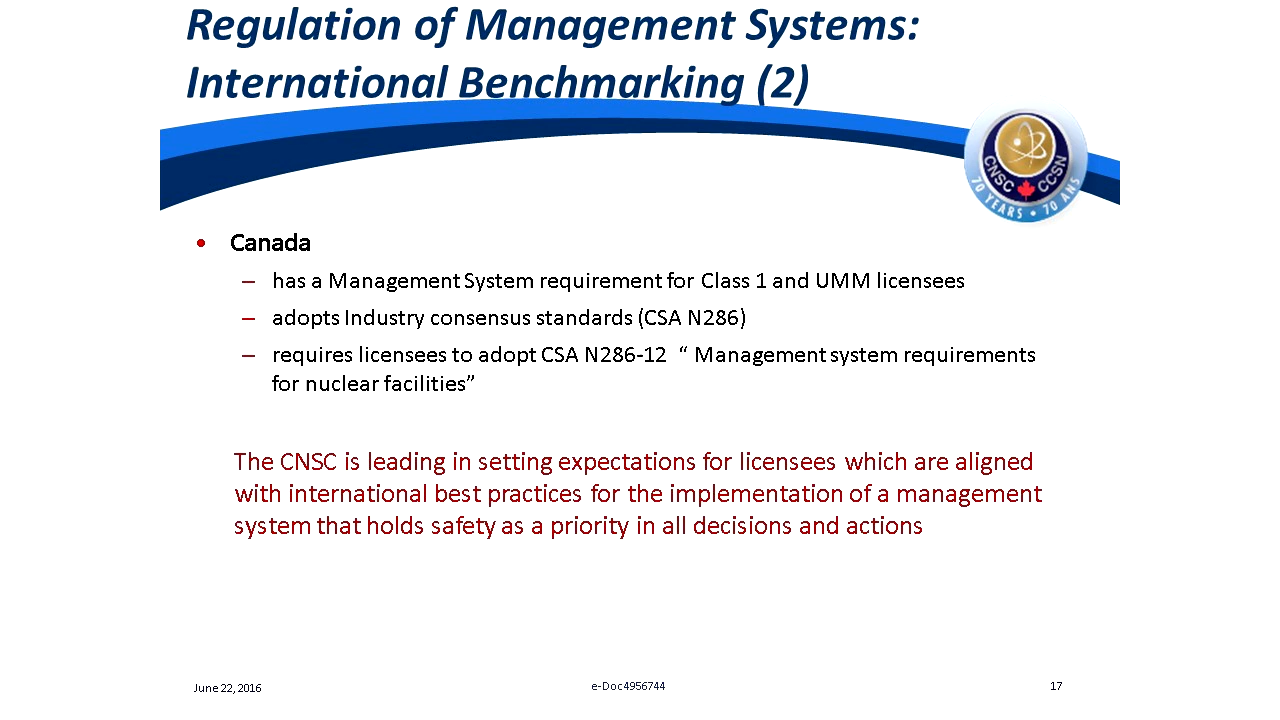 Regulation of Management Systems:
International Benchmarking (2)
CNSC CCSN
70 YEARS • 70 ANS
• Canada
– has a Management System requirement for Class 1 and UMM licensees
– adopts Industry consensus standards (CSA N286)
– requires licensees to adopt CSA N286-12 “ Management system requirements
for nuclear facilities”
The CNSC is leading in setting expectations for licensees which are aligned
with international best practices for the implementation of a management
system that holds safety as a priority in all decisions and actions
June 22, 2016
e-Doc4956744
17